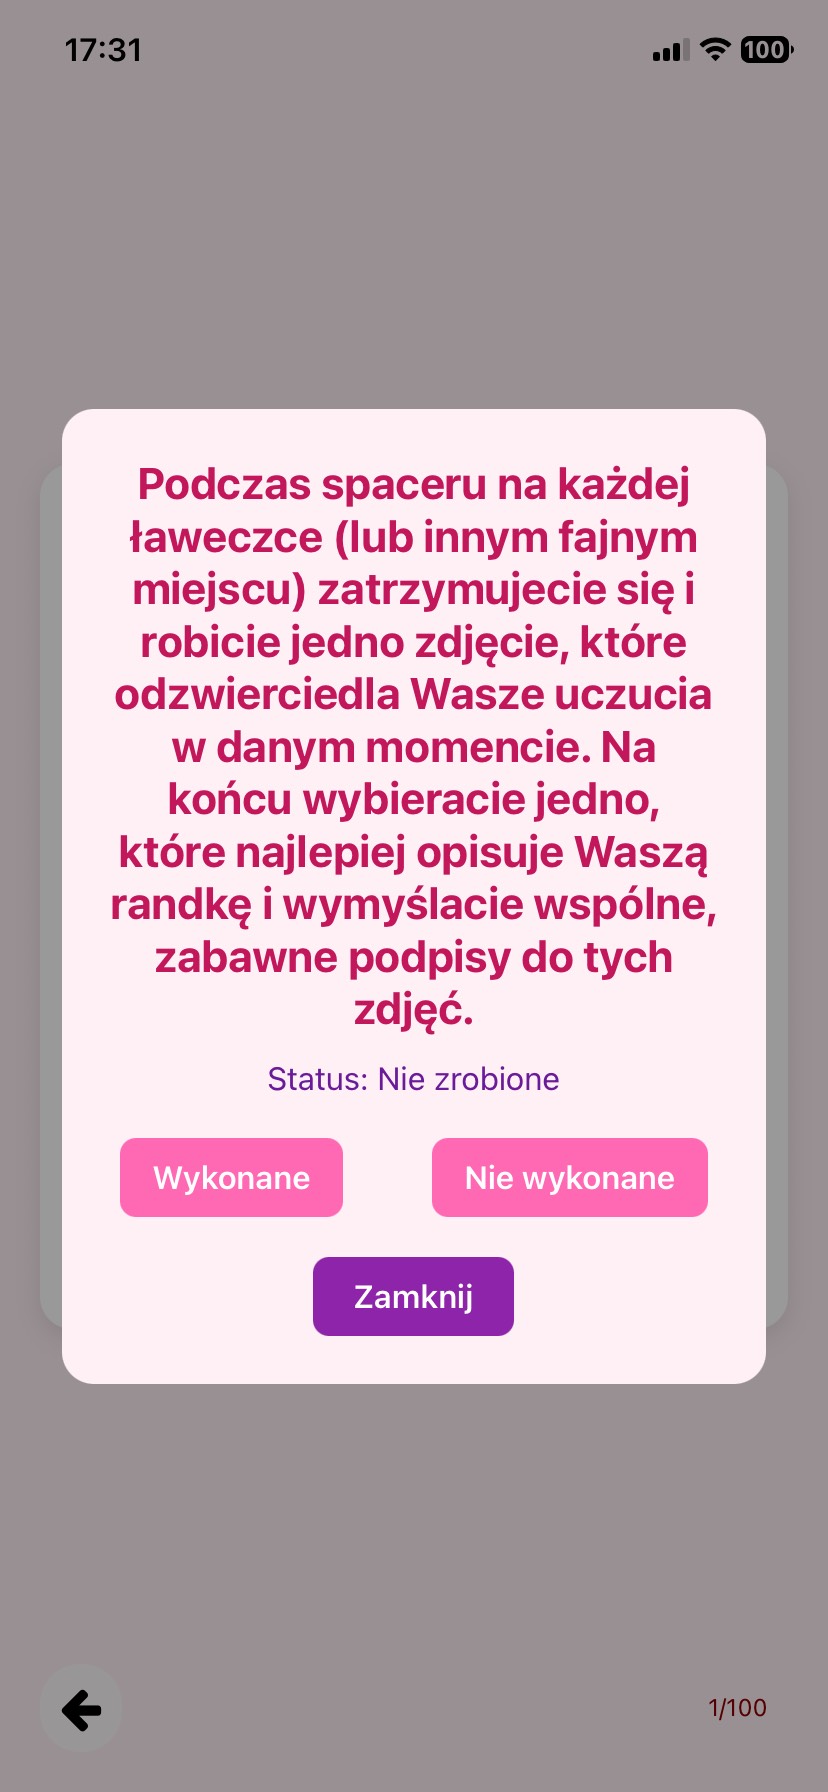 17:31
100
Podczas spaceru na każdej
ławeczce (lub innym fajnym
miejscu) zatrzymujecie się i
robicie jedno zdjęcie, które
odzwierciedla Wasze uczucia
w danym momencie. Na
końcu wybieracie jedno,
które najlepiej opisuje Waszą
randkę i wymyślacie wspólne,
zabawne podpisy do tych
zdjęć.
Status: Nie zrobione
Wykonane
Nie wykonane
Zamknij
1/100